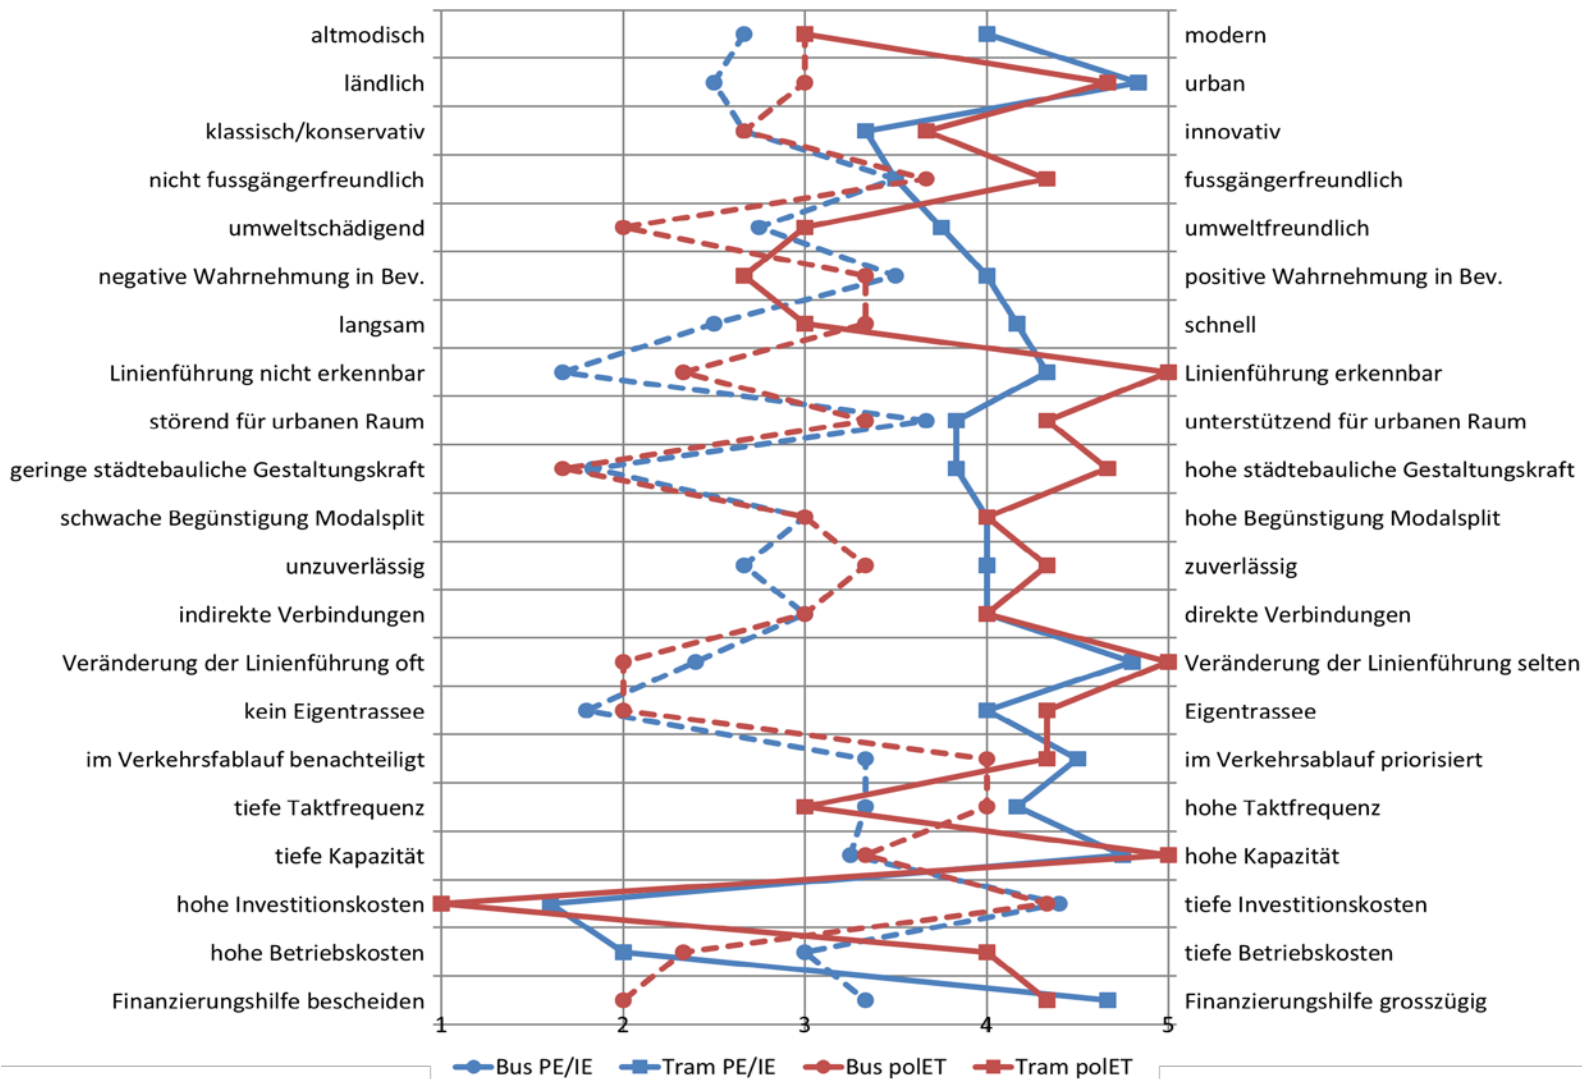 altmodisch modern
ländlich urban
klassisch/konservativ innovativ
nicht fussgängerfreundlich fussgängerfreundlich
umweltschädigend umweltfreundlich
negative Wahrnehmung in Bev. positive Wahrnehmung in Bev.
langsam schnell
Linienführung nicht erkennbar Linienführung erkennbar
störend für urbanen Raum unterstützend für urbanen Raum
geringe städtebauliche Gestaltungskraft hohe städtebauliche Gestaltungskraft
schwache Begünstigung Modalsplit hohe Begünstigung Modalsplit
unzuverlässig zuverlässig
indirekte Verbindungen direkte Verbindungen
Veränderung der Linienführung oft Veränderung der Linienführung selten
kein Eigentrassee Eigentrassee
im Verkehrsfablauf benachteiligt im Verkehrsablauf priorisiert
tiefe Taktfrequenz hohe Taktfrequenz
tiefe Kapazität hohe Kapazität
hohe Investitionskosten tiefe Investitionskosten
hohe Betriebskosten tiefe Betriebskosten
Finanzierungshilfe bescheiden Finanzierungshilfe grosszügig
1 2 3 4 5
Bus PE/IE Tram PE/IE Bus polET Tram polET